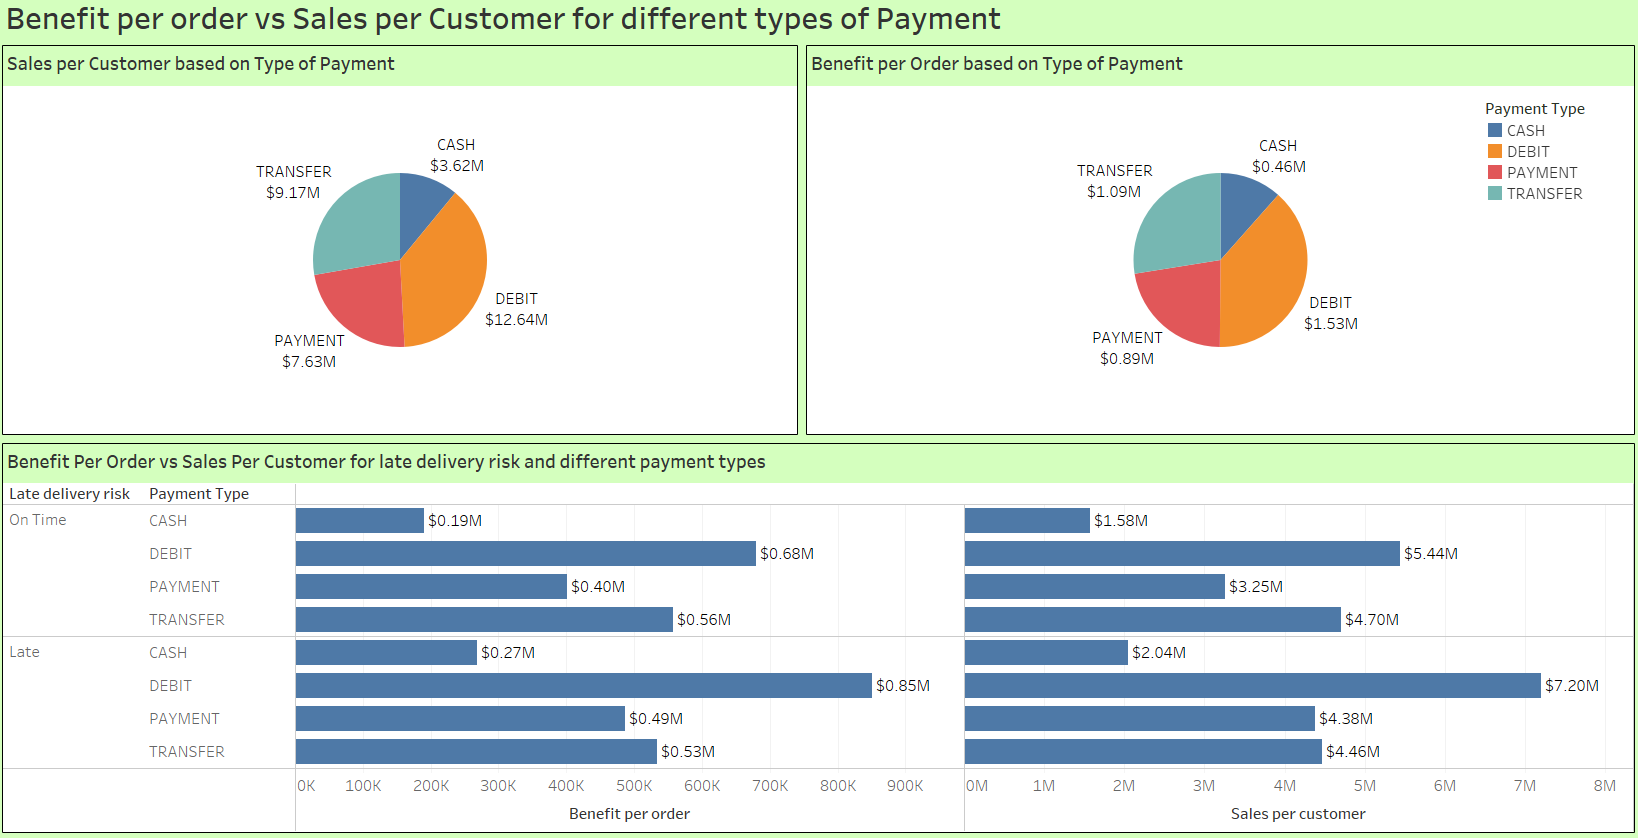 Benefit per order vs Sales per Customer for different types of Payment
Sales per Customer based on Type of Payment
CASH
$3.62M
TRANSFER
$9.17M
DEBIT
$12.64M
PAYMENT
$7.63M
Benefit per Order based on Type of Payment
Payment Type
CASH
DEBIT
PAYMENT
TRANSFER
CASH
$0.46M
TRANSFER
$1.09M
DEBIT
$1.53M
PAYMENT
$0.89M
Benefit Per Order vs Sales Per Customer for late delivery risk and different payment types
Late delivery risk Payment Type
On Time CASH $0.19M $1.58M
DEBIT $0.68M $5.44M
PAYMENT $0.40M $3.25M
TRANSFER $0.56M $4.70M
Late CASH $0.27M $2.04M
DEBIT $0.85M $7.20M
PAYMENT $0.49M $4.38M
TRANSFER $0.53M $4.46M
0K 100K 200K 300K 400K 500K 600K 700K 800K 900K 0M 1M 2M 3M 4M 5M 6M 7M 8M
Benefit per order Sales per customer